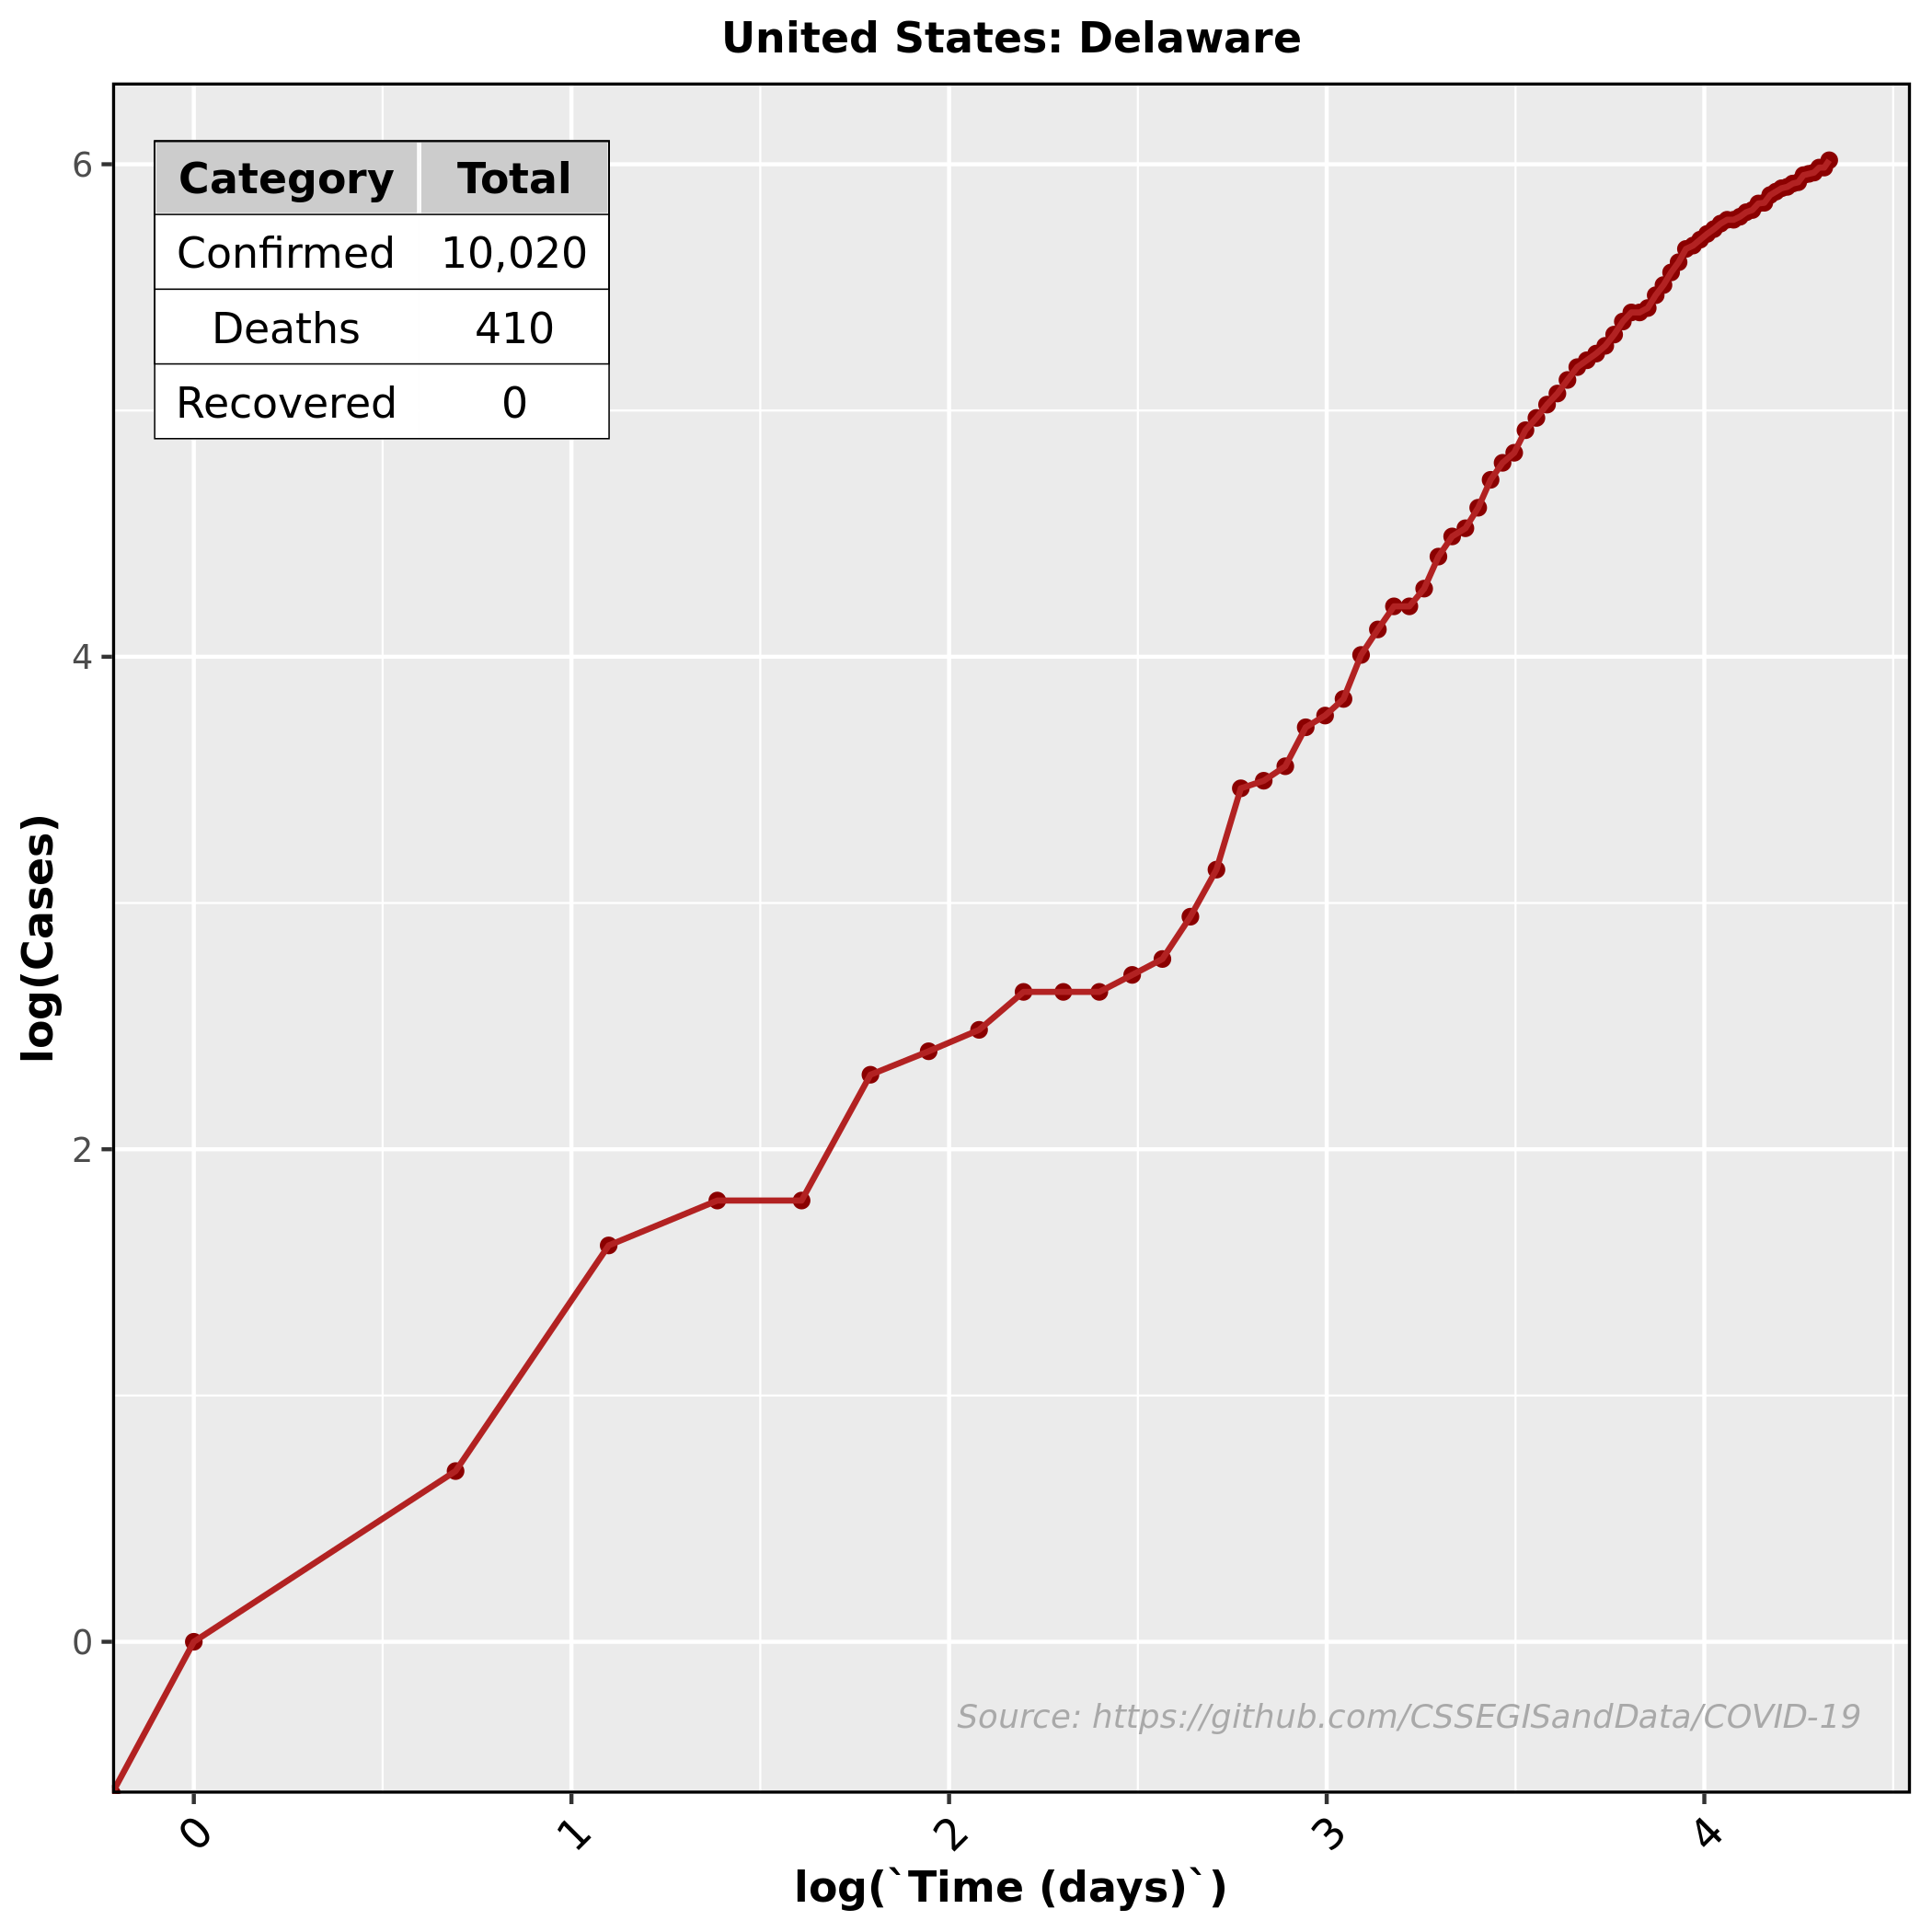 United States: Delaware
Category Total
Confirmed 10,020
Deaths 410
Recovered 0
6
4
2
0
log(Cases)
Source: https://github.com/CSSEGISandData/COVID-19
0 1 2 3 4
log(`Time (days)`)